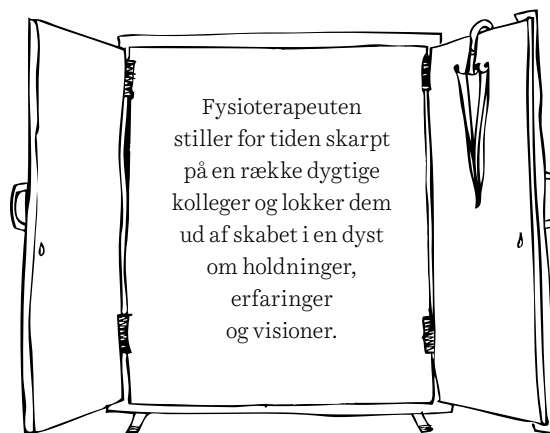 Fysioterapeuten
stiller for tiden skarpt
på en række dygtige
kolleger og lokker dem
ud af skabet i en dyst
om holdninger,
erfaringer
og visioner.